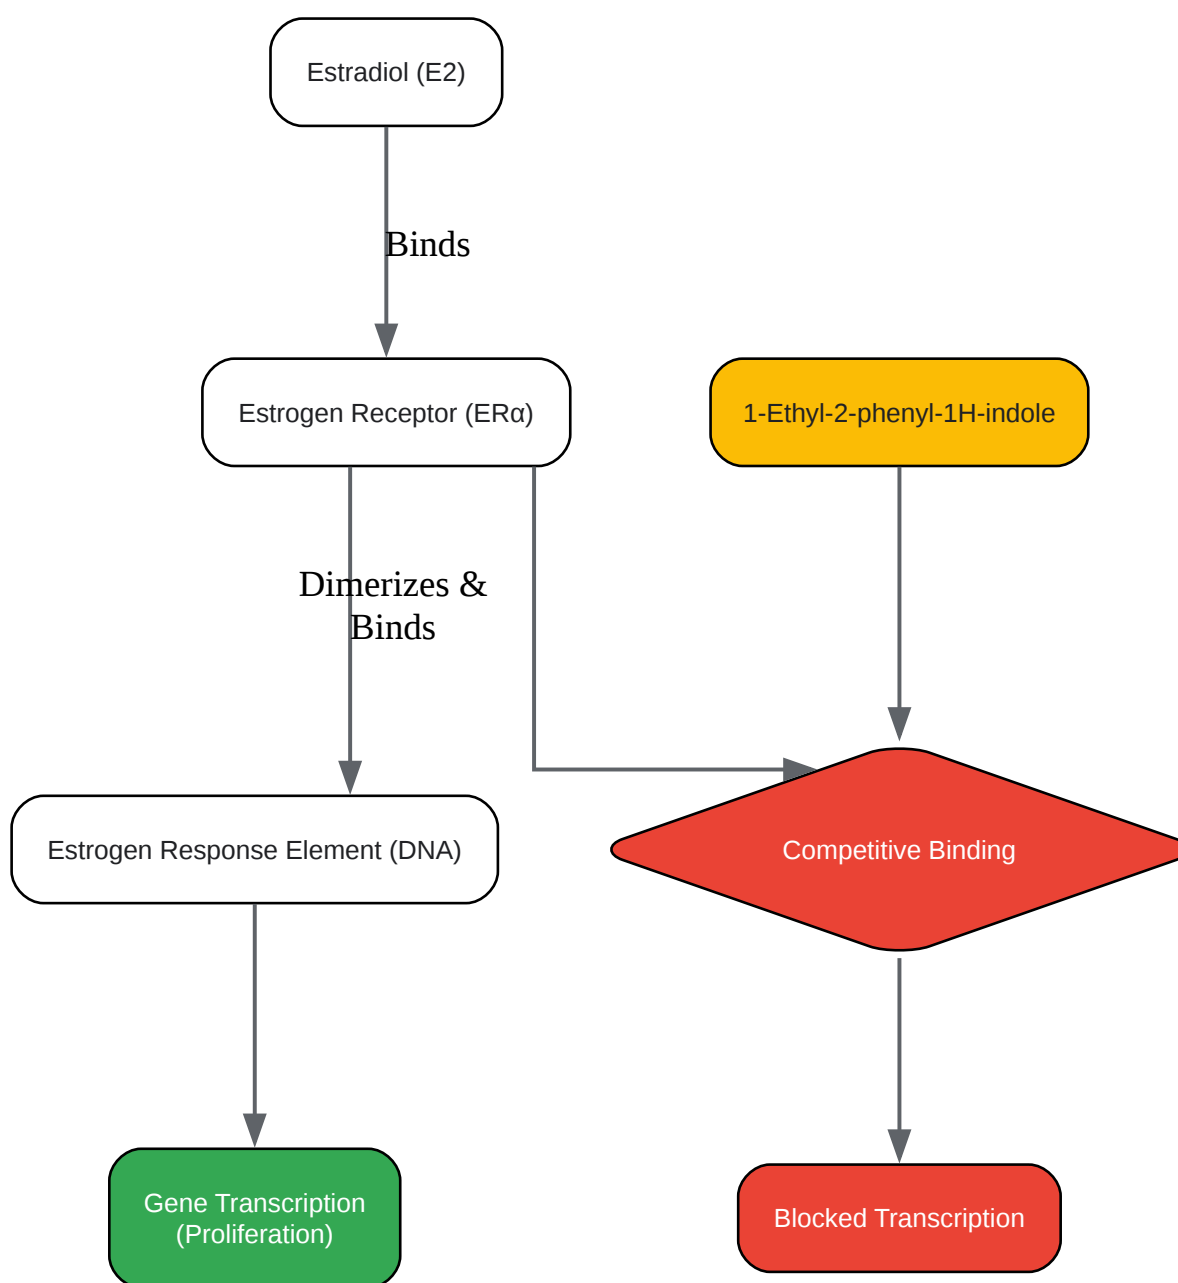 Estradiol (E2)
Binds
Estrogen Receptor (ERα)
1-Ethyl-2-phenyl-1H-indole
Dimerizes &
Binds
Estrogen Response Element (DNA)
Competitive Binding
Gene Transcription
(Proliferation)
Blocked Transcription